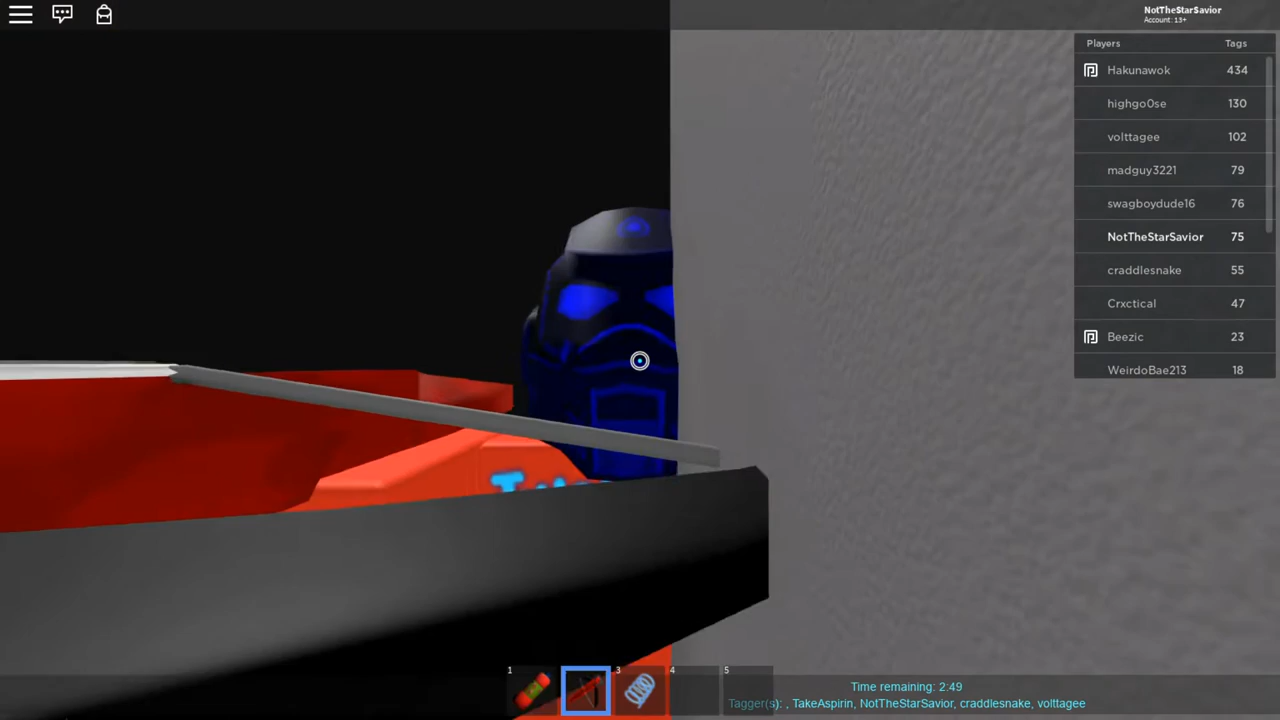 NotTheStarSavior
Account: 13+
Players Tags
Hakunawok 434
highgo0se 130
volttagee 102
madguy3221 79
swagboydude16 76
NotTheStarSavior 75
craddlesnake 55
Crxctical 47
Beezic 23
WeirdoBae213 18
1 3 4 5
Time remaining: 2:49
Tagger(s): , TakeAspirin, NotTheStarSavior, craddlesnake, volttagee